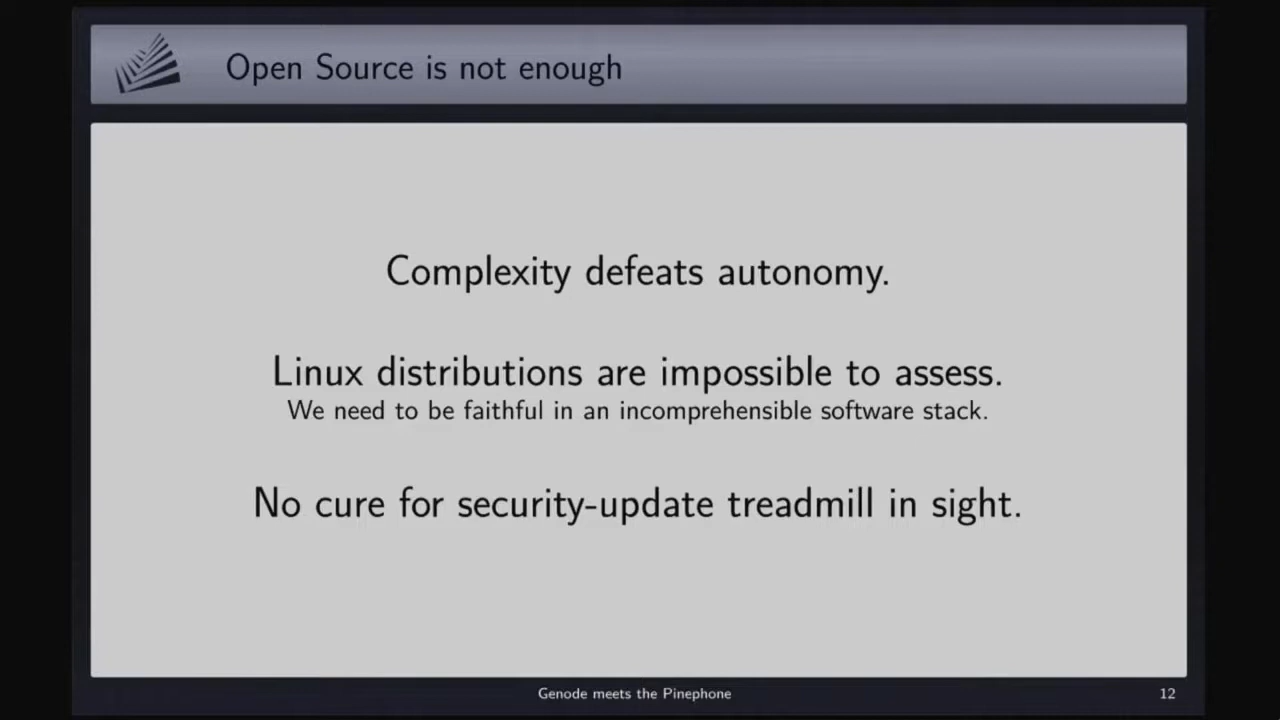 Open Source is not enough
Complexity defeats autonomy.
Linux distributions are impossible to assess.
We need to be faithful in an incomprehensible software stack.
No cure for security-update treadmill in sight.
Genode meets the Pinephone
12